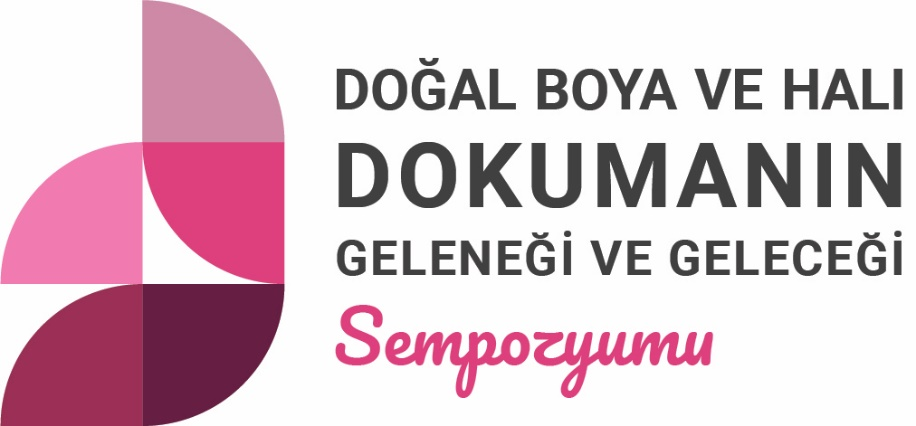 DOĞAL BOYA VE HALI
DOKUMANIN
GELENEĞİ VE GELECEĞİ
Sempozyumu